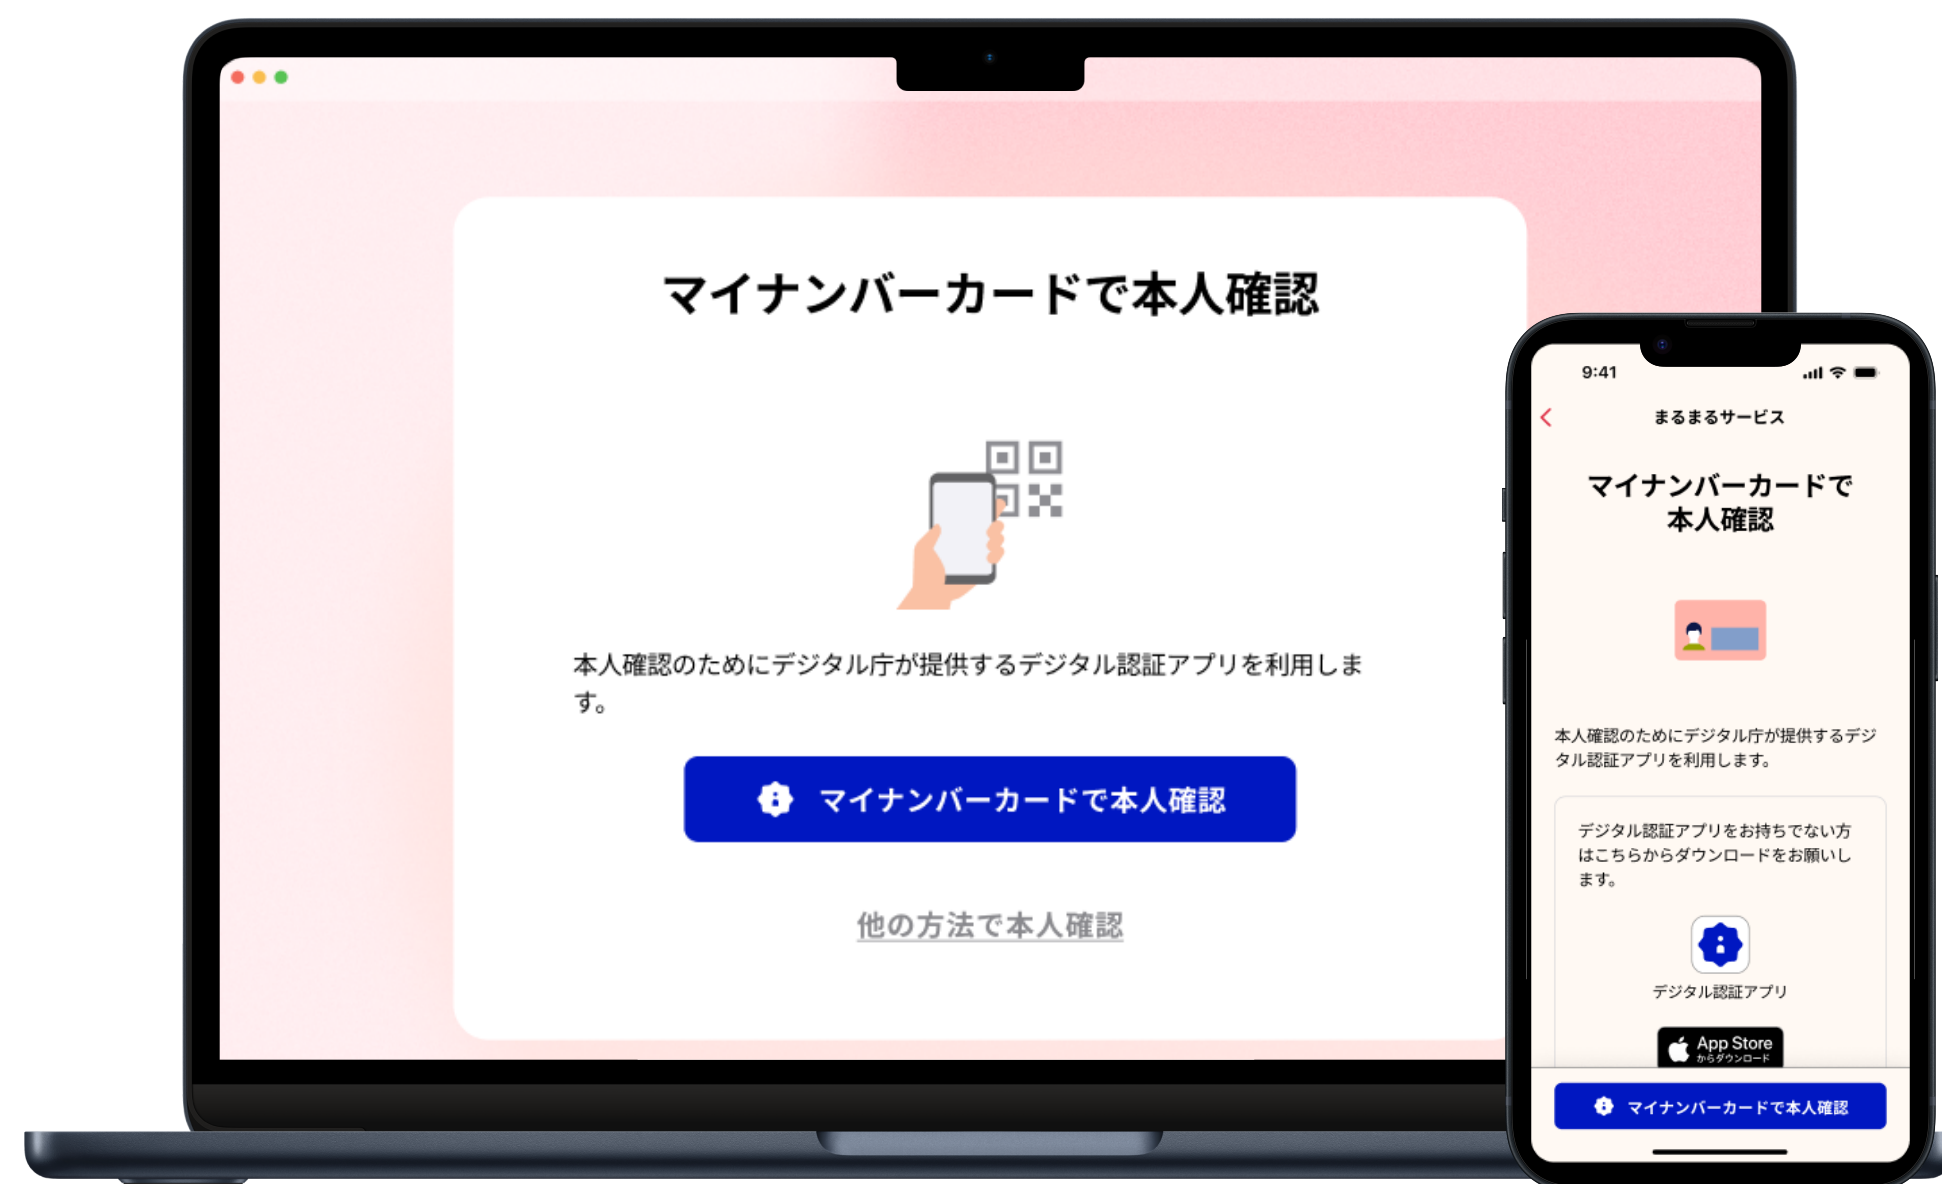 マイナンバーカードで本人確認
本人確認のためにデジタル庁が提供するデジタル認証アプリを利用しま
す。
マイナンバーカードで本人確認
他の方法で本人確認
9:41
まるまるサービス
マイナンバーカードで
本人確認
本人確認のためにデジタル庁が提供するデジ
タル認証アプリを利用します。
デジタル認証アプリをお持ちでない方
はこちらからダウンロードをお願いし
ます。
デジタル認証アプリ
App Store
からダウンロード
マイナンバーカードで本人確認